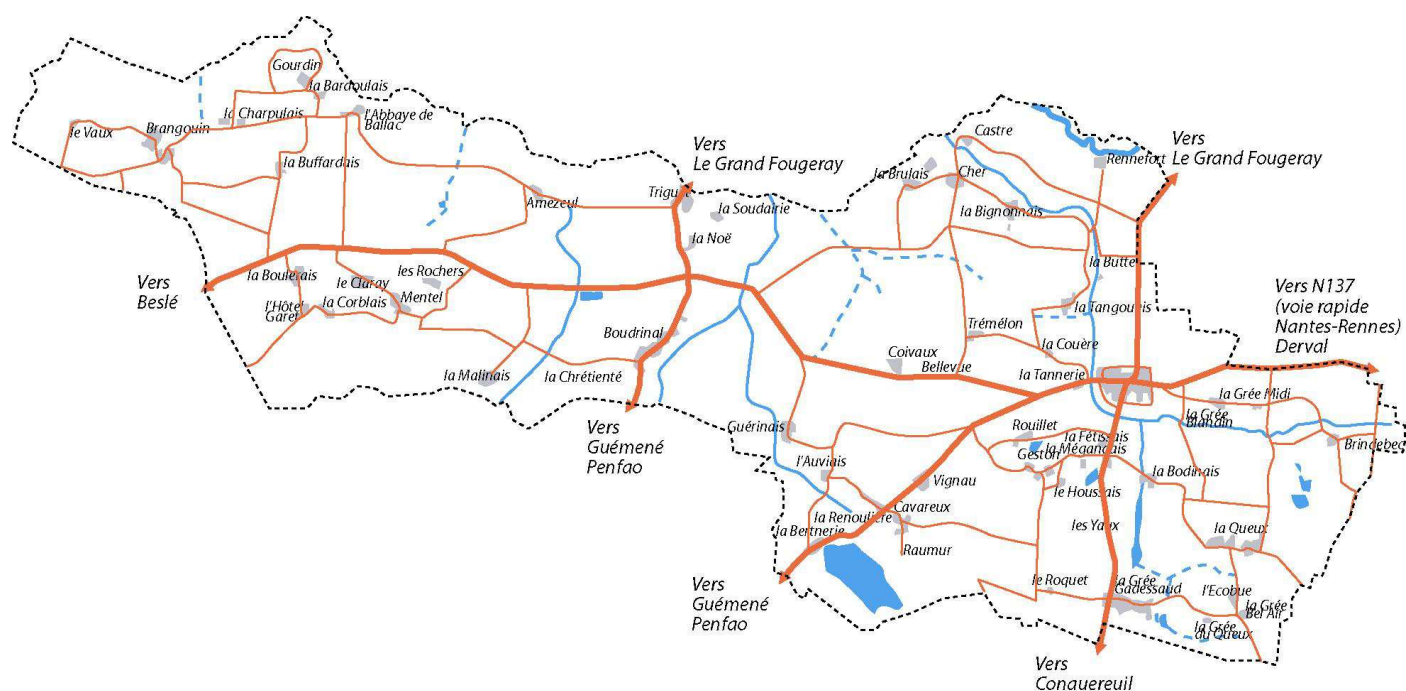 Gourdin
la Bardoulais
la Charpulais
l'Abbaye de
Ballac
le Vaux
Brangouin
la Buffardais
Amezeul
Vers
Le Grand Fougeray
Triguet
la Soudairie
la Noë
Castre
Rennefort
Vers
Le Grand Fougeray
la Brulais
Cher
la Bignonnais
la Butte
Vers
Beslé
la Boulerais
le Claray
les Rochers
Mentel
l'Hôtel
Garel
la Corblais
la Tangouais
Vers N137
(voie rapide
Nantes-Rennes)
Derval
Boudrinal
Trémélon
la Couère
Coivaux
Bellevue
la Tannerie
la Malinais
la Chrétienté
la Grée Midi
la Grée
Blandin
Vers
Guémené
Penfao
Guérinais
Rouillet
la Fétissais
la Mégandais
Brindebec
l'Auviais
Geston
la Bodinais
Vignau
le Houssais
la Renoulière
Cavareux
la Bertnerie
les Yaux
la Queux
Raumur
Vers
Guémené
Penfao
le Roquet
la Grée
Gadessaud
l'Ecobue
la Grée
Bel Air
la Grée
du Queux
Vers
Conquereuil